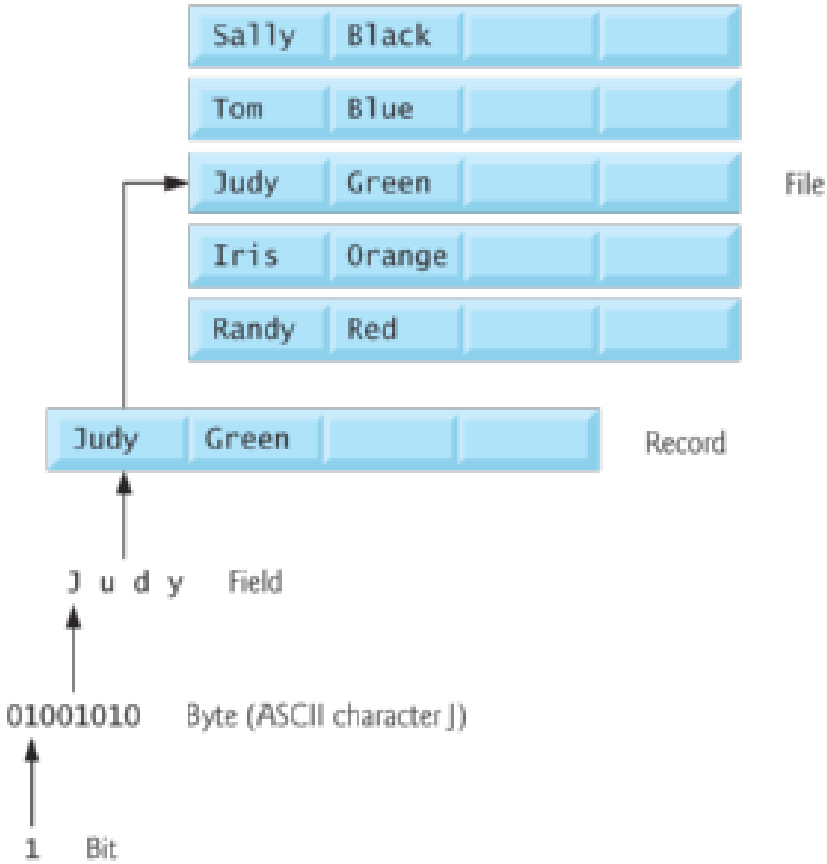 Sally Black
Tom Blue
Judy Green File
Iris Orange
Randy Red
Judy Green Record
J u d y Field
01001010 Byte (ASCII character J)
1 Bit